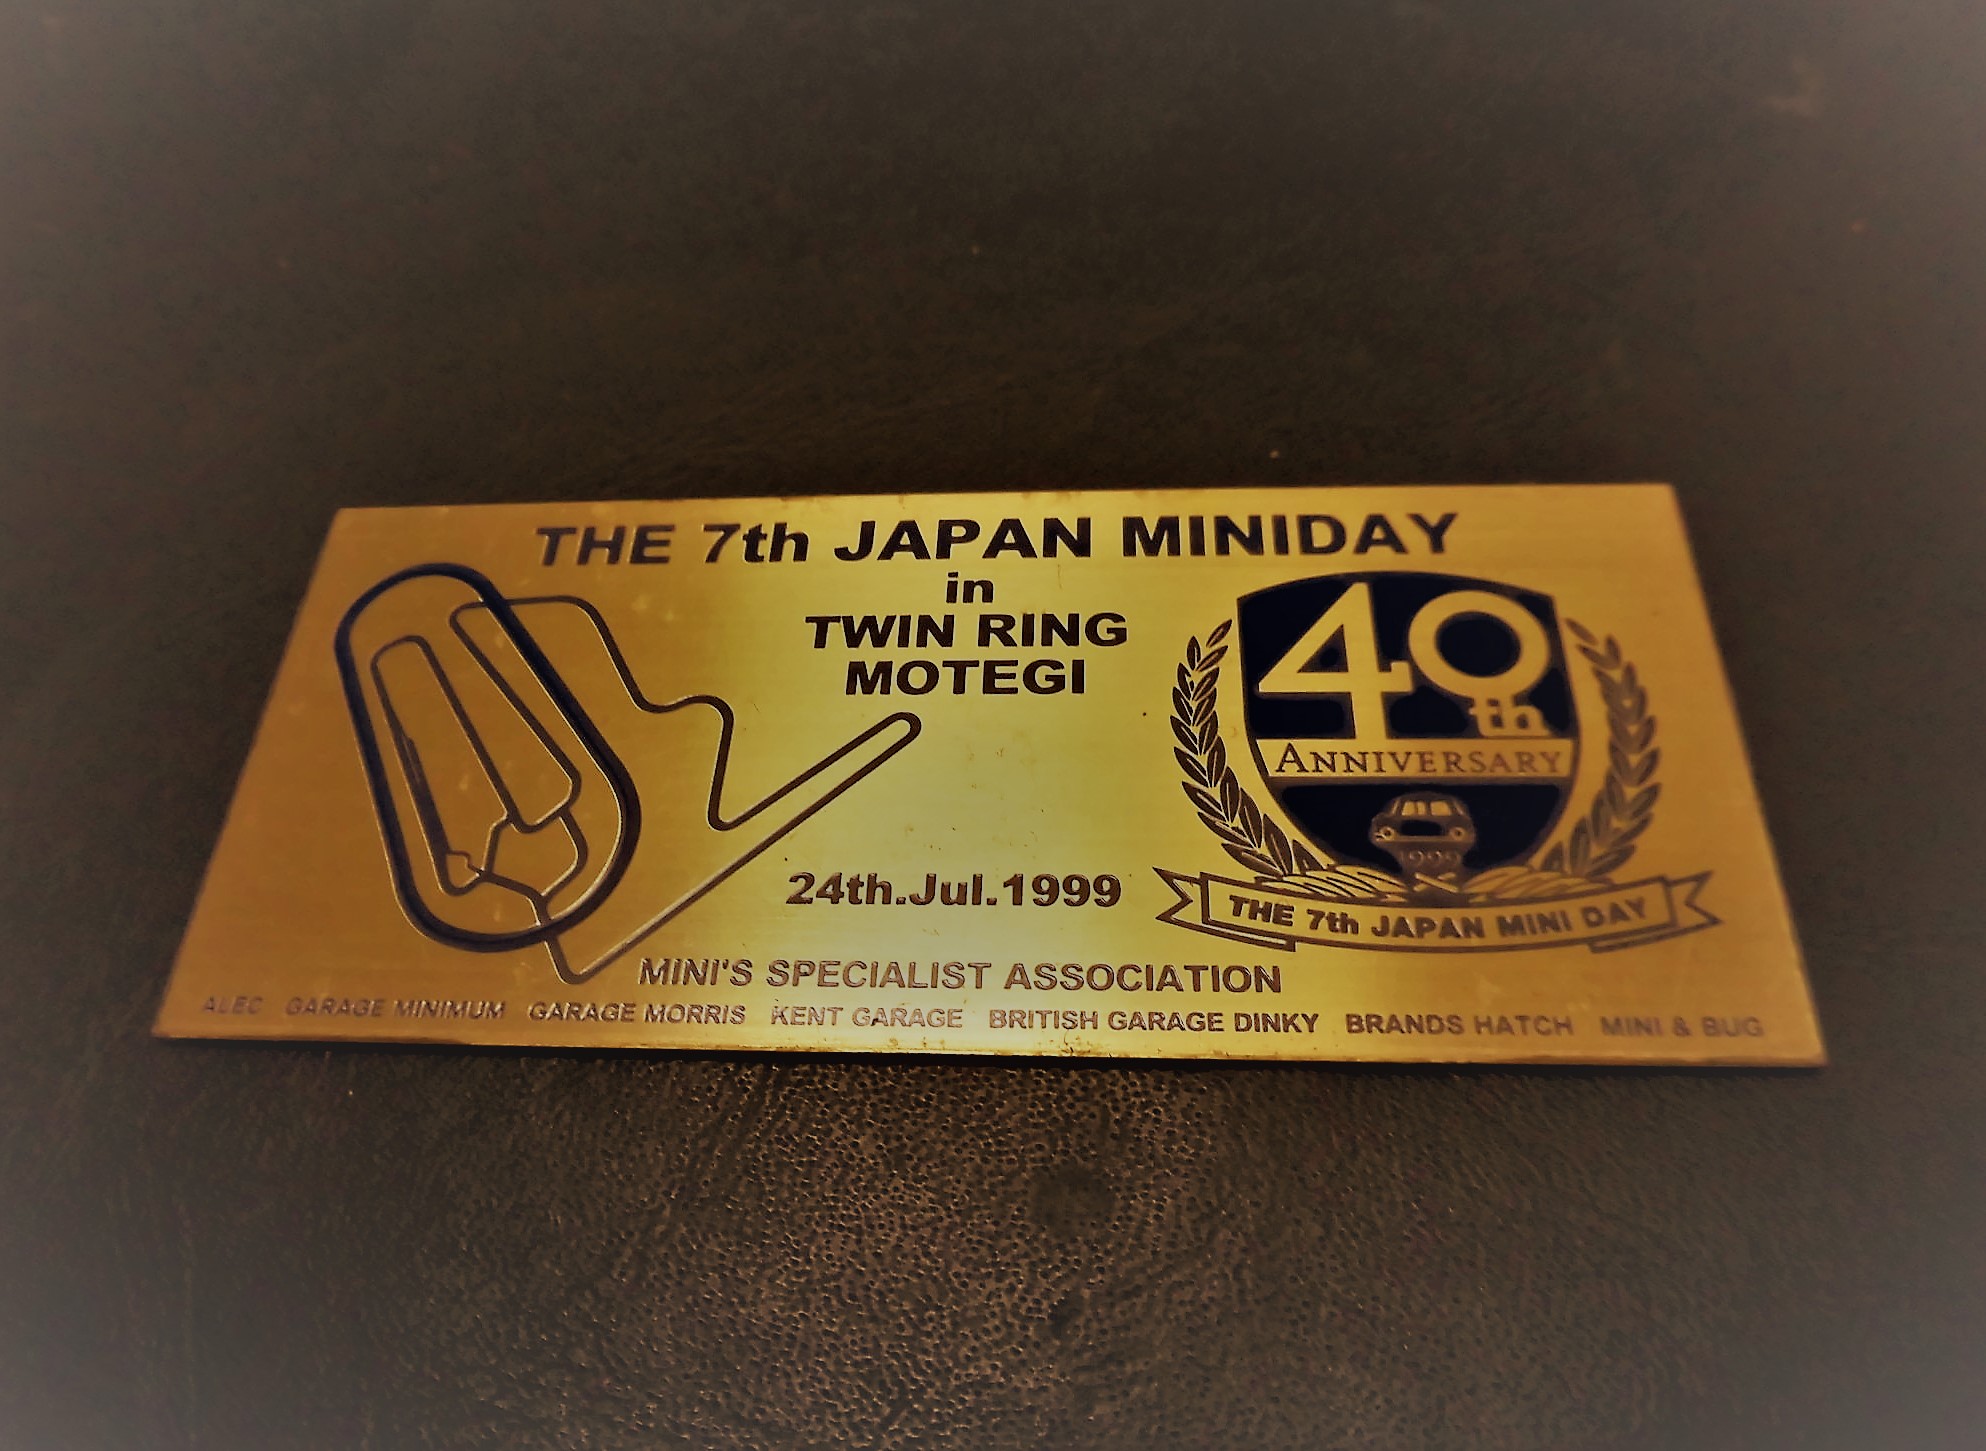 THE 7th JAPAN MINIDAY
in
TWIN RING
MOTEGI
40th
ANNIVERSARY
1999
THE 7th JAPAN MINI DAY
24th.Jul.1999
MINI'S SPECIALIST ASSOCIATION
ALEC GARAGE MINIMUM GARAGE MORRIS KENT GARAGE BRITISH GARAGE DINKY BRANDS HATCH MINI & BUG